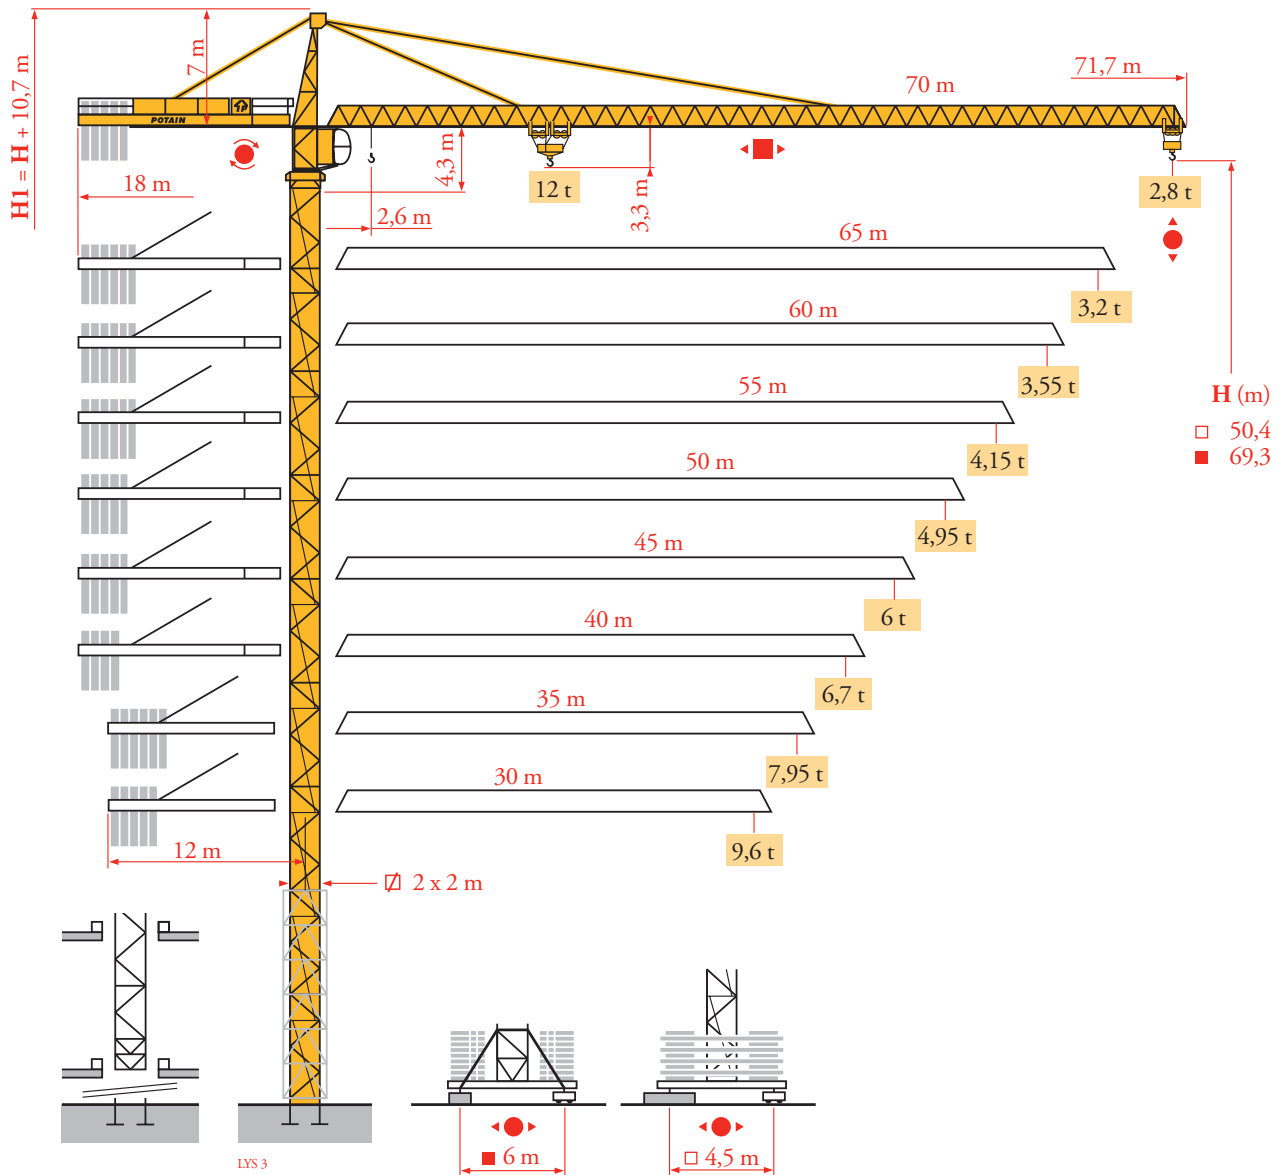 H1 = H + 10,7 m
7 m
70 m
71,7 m
POTAIN
18 m
4,3 m
12 t
3,3 m
2,8 t
2,6 m
65 m
3,2 t
60 m
3,55 t
H (m)
55 m
50,4
69,3
4,15 t
50 m
4,95 t
45 m
6 t
40 m
6,7 t
35 m
7,95 t
30 m
9,6 t
12 m
2 x 2 m
LYS 3
6 m
4,5 m